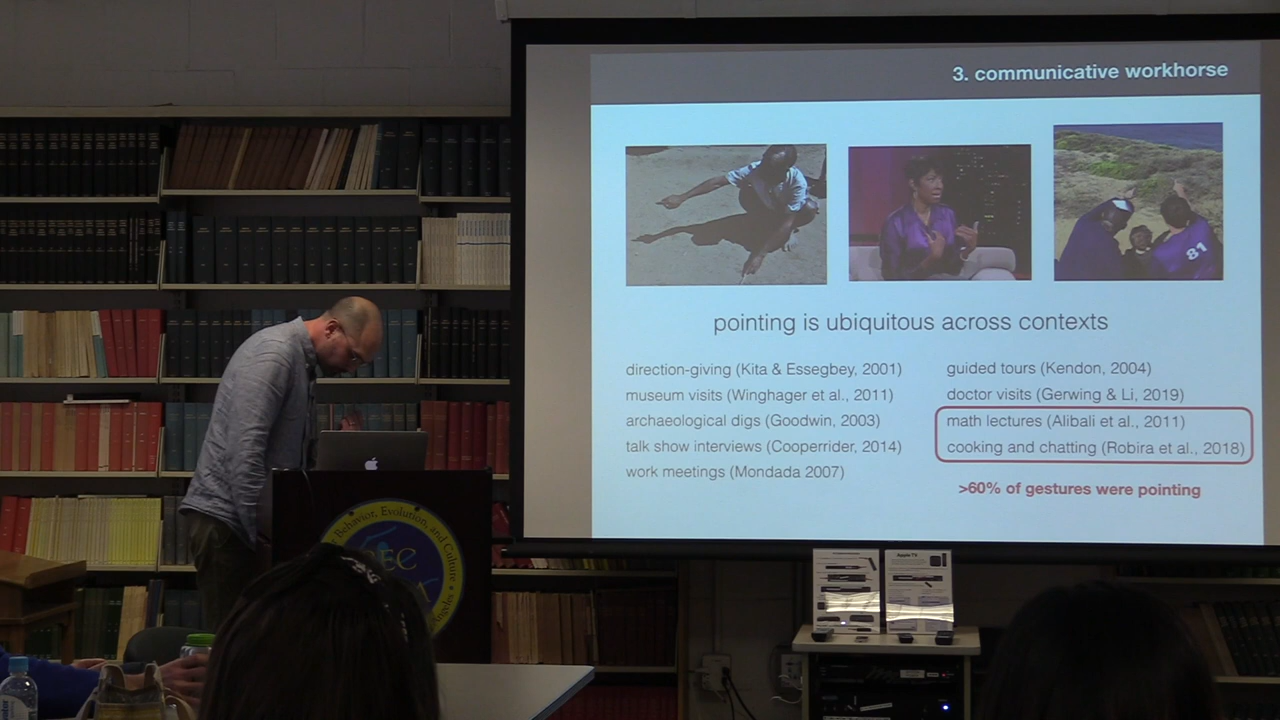 3. communicative workhorse
81
pointing is ubiquitous across contexts
direction-giving (Kita & Essegbey, 2001)
museum visits (Winghager et al., 2011)
archaeological digs (Goodwin, 2003)
talk show interviews (Cooperrider, 2014)
work meetings (Mondada 2007)
guided tours (Kendon, 2004)
doctor visits (Gerwing & Li, 2019)
math lectures (Alibali et al., 2011)
cooking and chatting (Robira et al., 2018)
>60% of gestures were pointing
Behavior, Evolution, and Culture
Apple TV